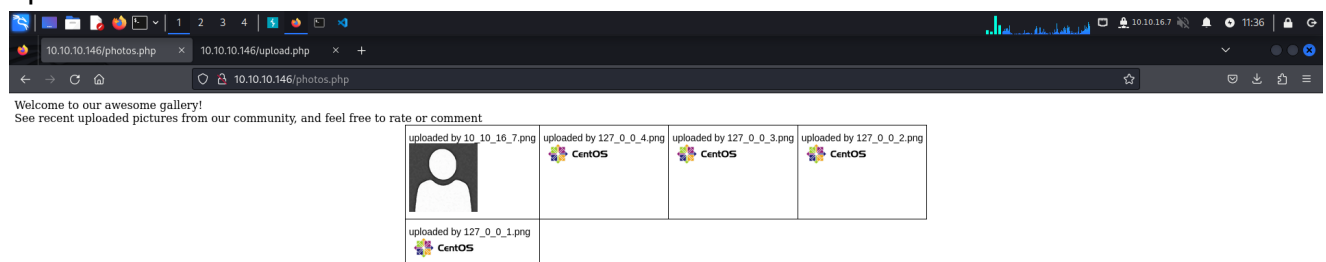 1 2 3 4 10.10.16.7 11:36
10.10.10.146/photos.php × 10.10.10.146/upload.php × +
10.10.10.146/photos.php
Welcome to our awesome gallery!
See recent uploaded pictures from our community, and feel free to rate or comment
uploaded by 10_10_16_7.png uploaded by 127_0_0_4.png uploaded by 127_0_0_3.png uploaded by 127_0_0_2.png
CentOS CentOS CentOS
uploaded by 127_0_0_1.png
CentOS